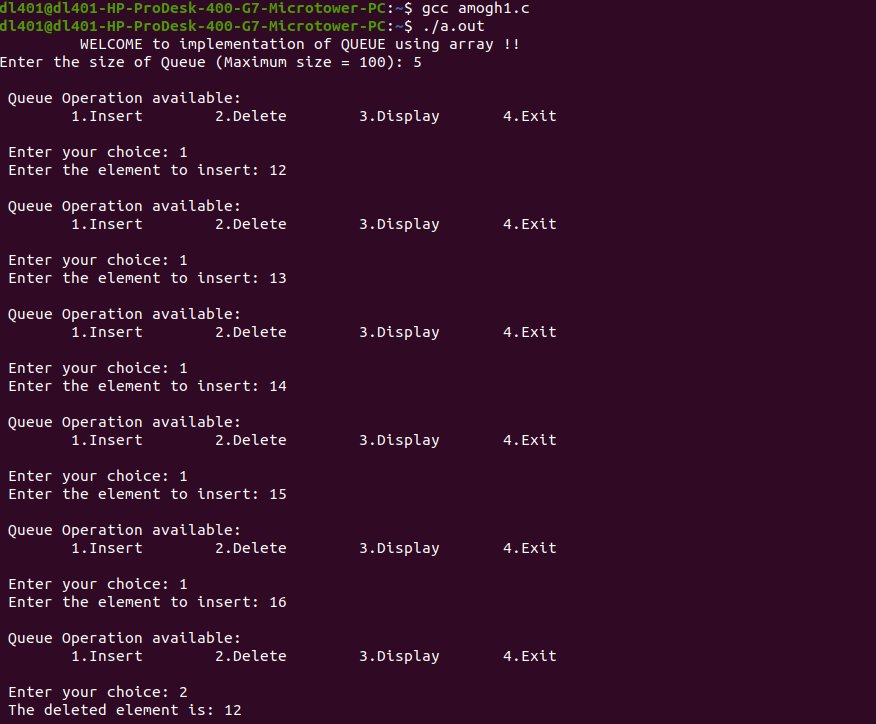 dl401@dl401-HP-ProDesk-400-G7-Microtower-PC:~$ gcc amogh1.c
dl401@dl401-HP-ProDesk-400-G7-Microtower-PC:~$ ./a.out
WELCOME to implementation of QUEUE using array !!
Enter the size of Queue (Maximum size = 100): 5
Queue Operation available:
1.Insert 2.Delete 3.Display 4.Exit
Enter your choice: 1
Enter the element to insert: 12
Queue Operation available:
1.Insert 2.Delete 3.Display 4.Exit
Enter your choice: 1
Enter the element to insert: 13
Queue Operation available:
1.Insert 2.Delete 3.Display 4.Exit
Enter your choice: 1
Enter the element to insert: 14
Queue Operation available:
1.Insert 2.Delete 3.Display 4.Exit
Enter your choice: 1
Enter the element to insert: 15
Queue Operation available:
1.Insert 2.Delete 3.Display 4.Exit
Enter your choice: 1
Enter the element to insert: 16
Queue Operation available:
1.Insert 2.Delete 3.Display 4.Exit
Enter your choice: 2
The deleted element is: 12